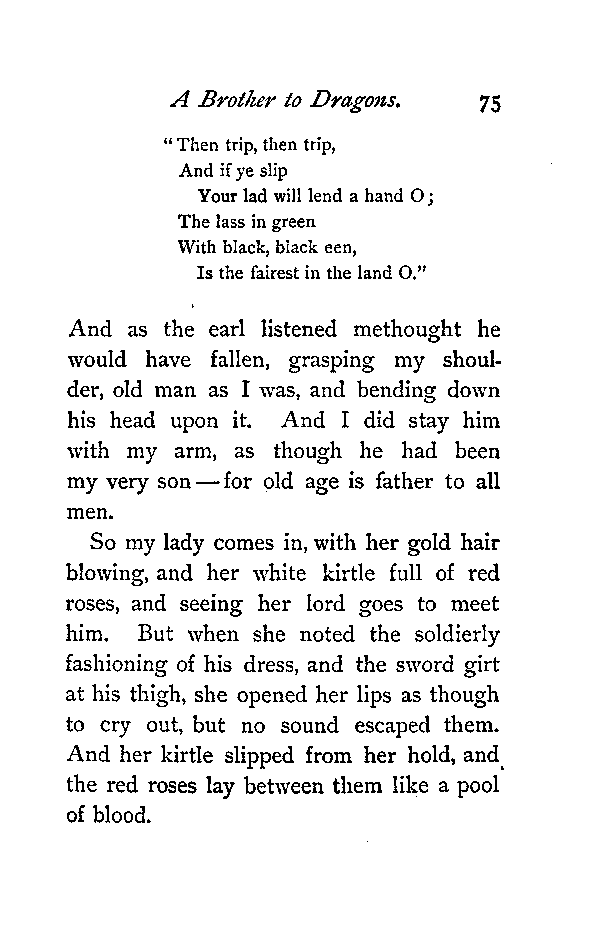 A Brother to Dragons. 75
“Then trip, then trip,
And if ye slip
Your lad will lend a hand O;
The lass in green
With black, black een,
Is the fairest in the land O.”
And as the earl listened methought he
would have fallen, grasping my shoul-
der, old man as I was, and bending down
his head upon it. And I did stay him
with my arm, as though he had been
my very son—for old age is father to all
men.
So my lady comes in, with her gold hair
blowing, and her white kirtle full of red
roses, and seeing her lord goes to meet
him. But when she noted the soldierly
fashioning of his dress, and the sword girt
at his thigh, she opened her lips as though
to cry out, but no sound escaped them.
And her kirtle slipped from her hold, and
the red roses lay between them like a pool
of blood.